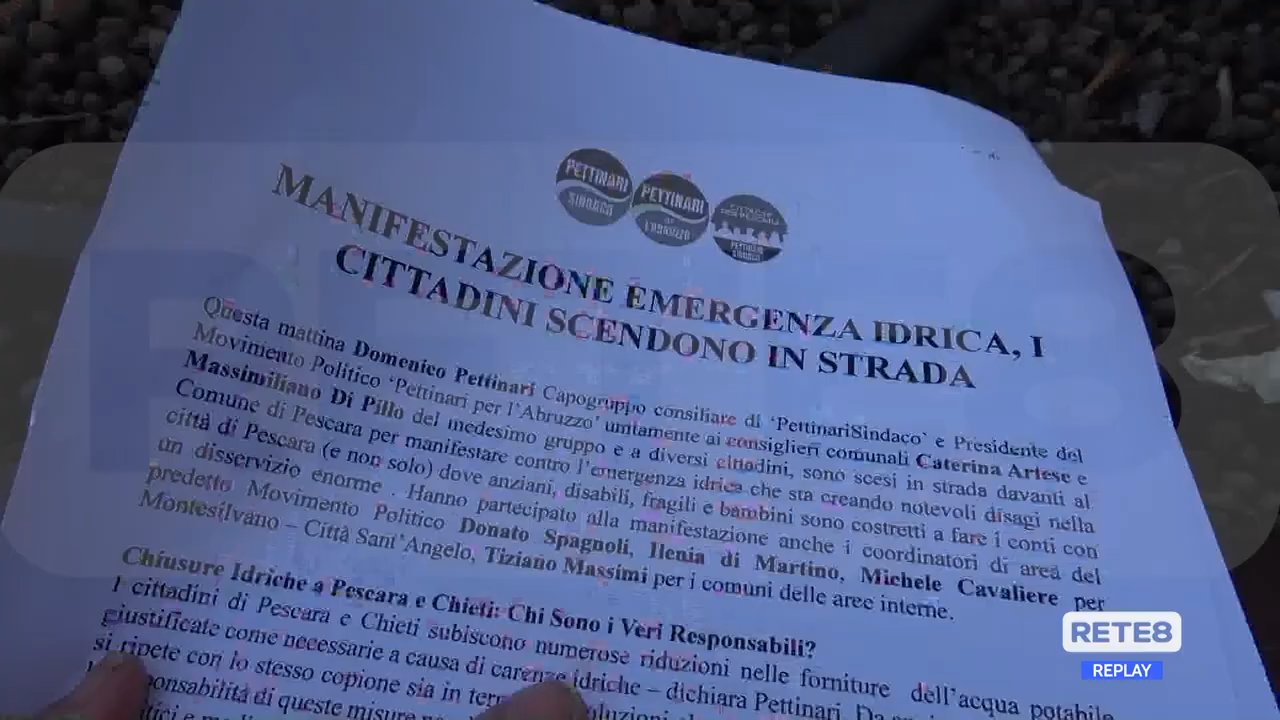 PETTINARI
SINDACO
PETTINARI
L'ABRUZZO
PETTINARI
SINDACO
MANIFESTAZIONE EMERGENZA IDRICA, I
CITTADINI SCENDONO IN STRADA
Questa mattina Domenico Pettinari Capogruppo consiliare di 'PettinariSindaco' e Presidente del
Movimento Politico 'Pettinari per l'Abruzzo' unitamente ai consiglieri comunali Caterina Artese e
Massimiliano Di Pillo del medesimo gruppo e a diversi cittadini, sono scesi in strada davanti al
Comune di Pescara per manifestare contro l'emergenza idrica che sta creando notevoli disagi nella
città di Pescara (e non solo) dove anziani, disabili, fragili e bambini sono costretti a fare i conti con
un disservizio enorme . Hanno partecipato alla manifestazione anche i coordinatori di area del
predetto Movimento Politico Donato Spagnoli, Ilenia di Martino, Michele Cavaliere per
Montesilvano – Città Sant'Angelo, Tiziano Massimi per i comuni delle aree interne.
Chiusure Idriche a Pescara e Chieti: Chi Sono i Veri Responsabili?
I cittadini di Pescara e Chieti subiscono numerose riduzioni nelle forniture dell'acqua potabile
giustificate come necessarie a causa di carenze idriche – dichiara Pettinari. Da
si ripete con lo stesso copione sia in
di queste misure
RETE8
REPLAY